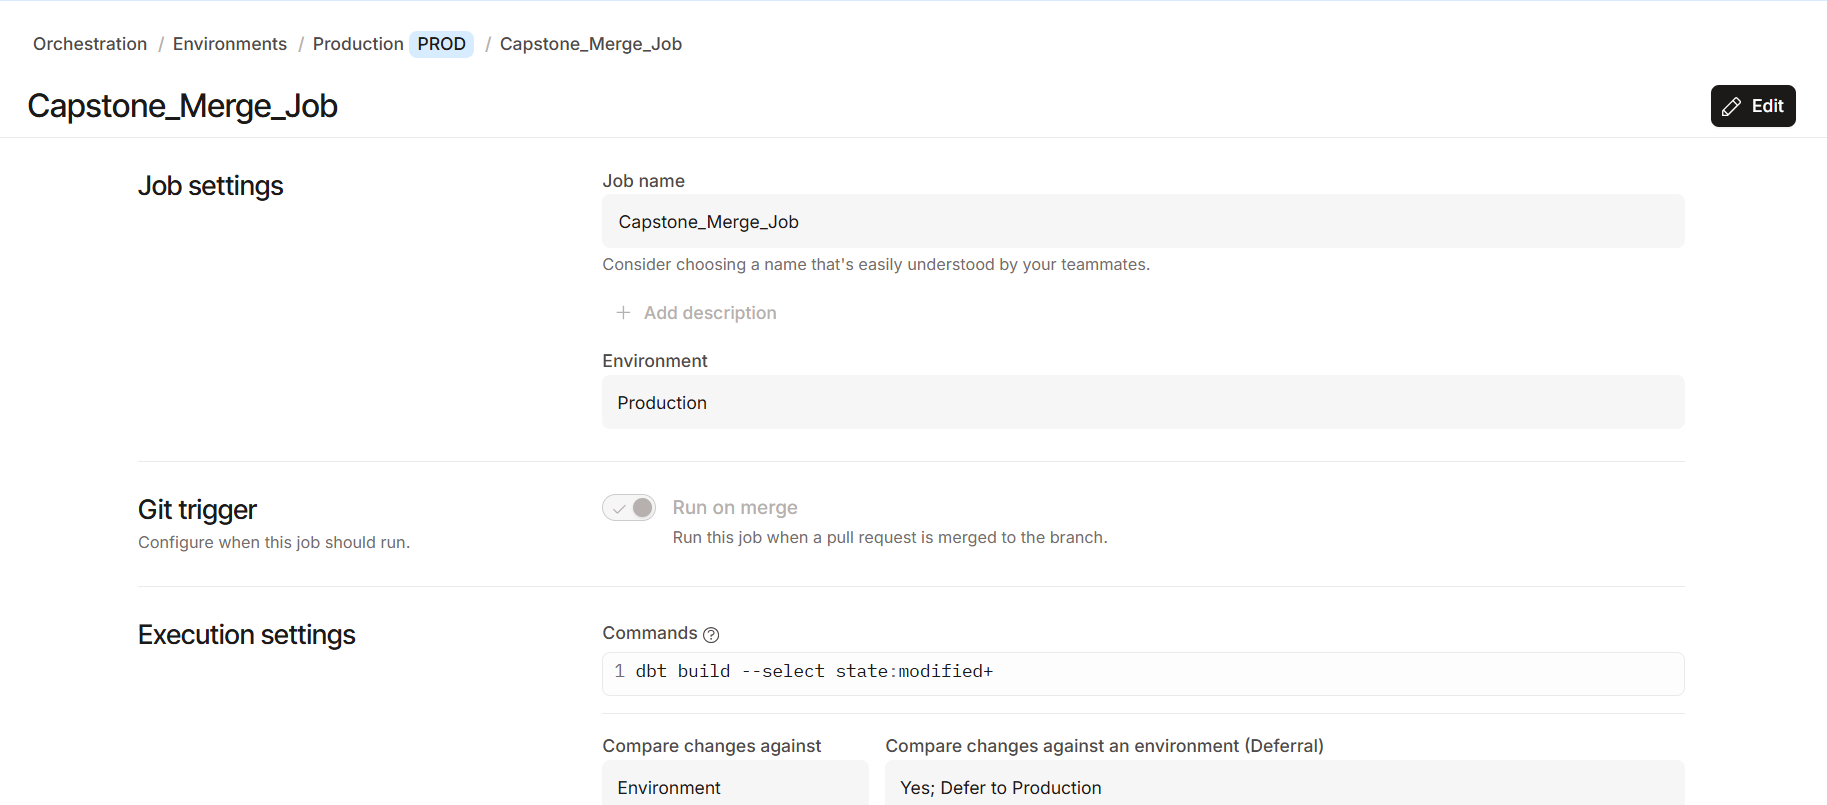 Orchestration / Environments / Production PROD / Capstone_Merge_Job
Capstone_Merge_Job
Edit
Job settings
Job name
Capstone_Merge_Job
Consider choosing a name that's easily understood by your teammates.
+ Add description
Environment
Production
Git trigger
Configure when this job should run.
Run on merge
Run this job when a pull request is merged to the branch.
Execution settings
Commands ?
1 dbt build --select state:modified+
Compare changes against
Environment
Compare changes against an environment (Deferral)
Yes; Defer to Production